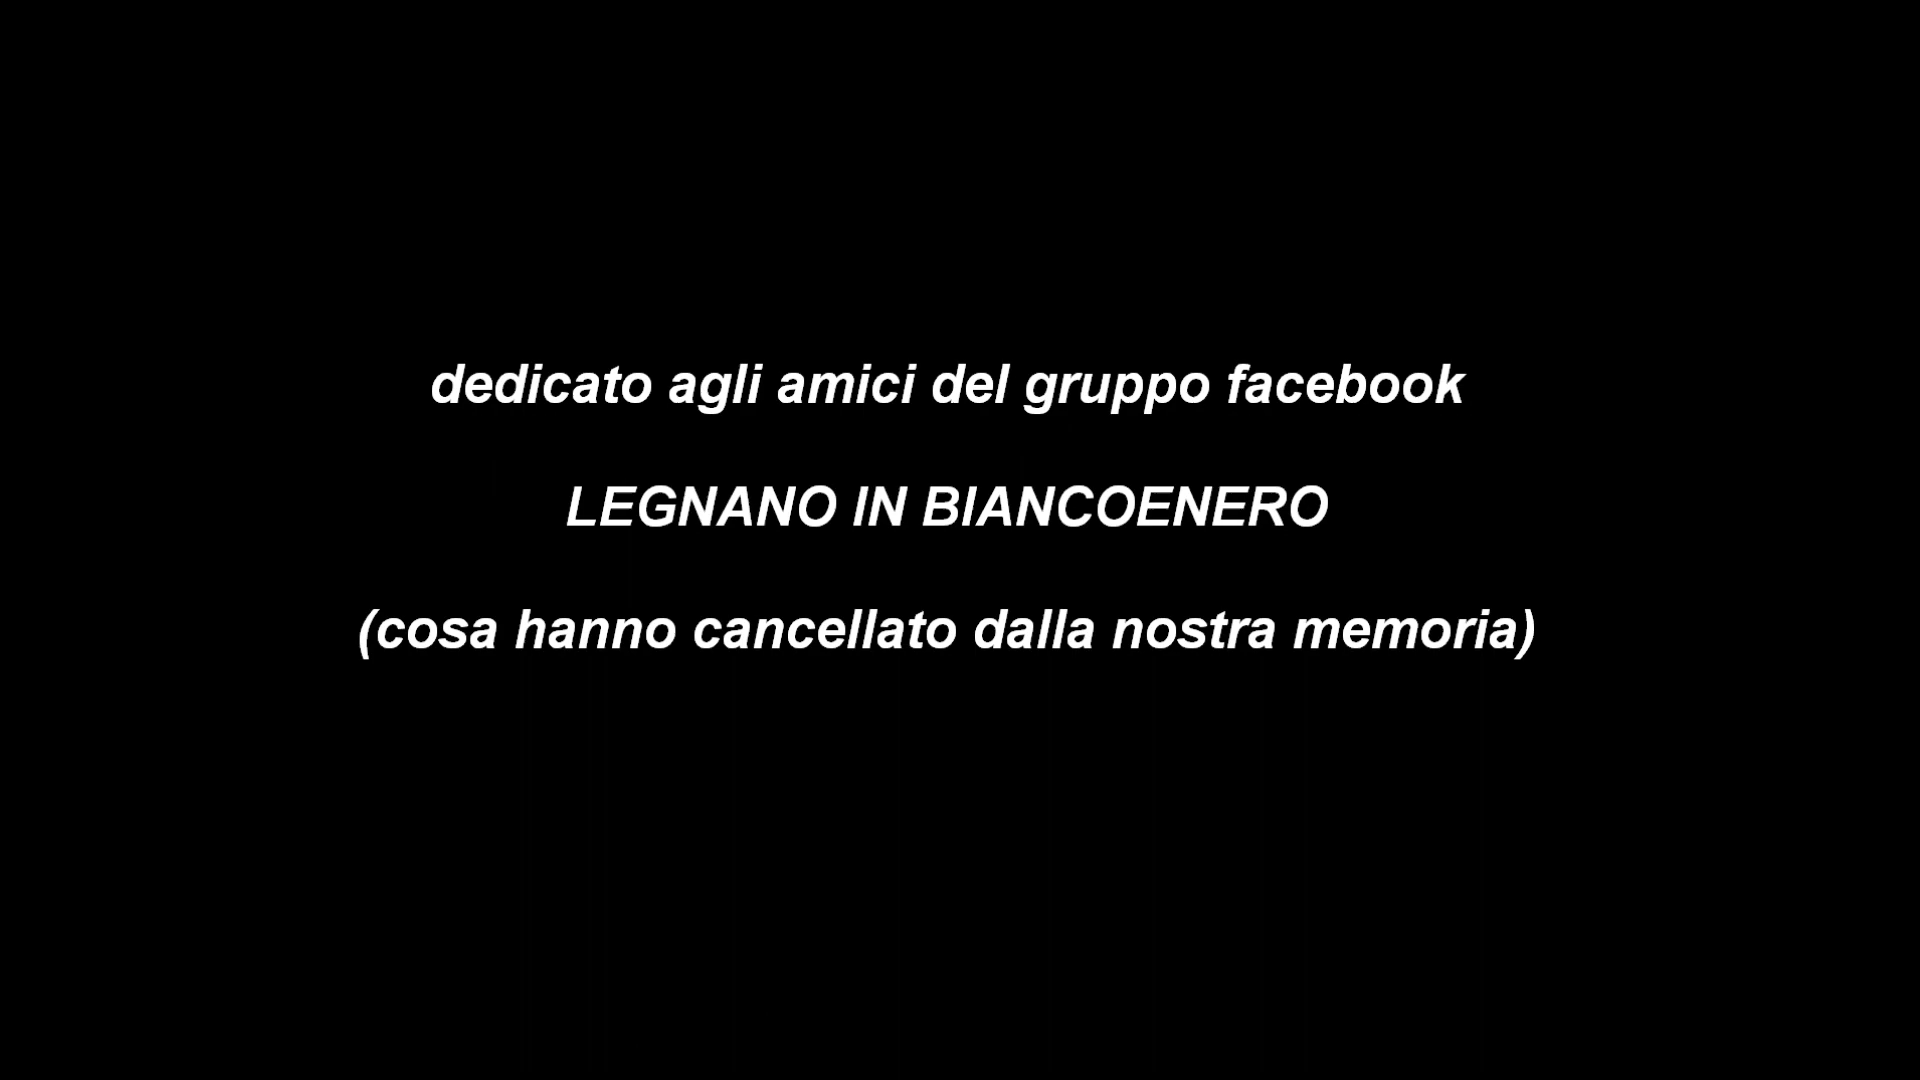 dedicato agli amici del gruppo facebook
LEGNANO IN BIANCOENERO
(cosa hanno cancellato dalla nostra memoria)